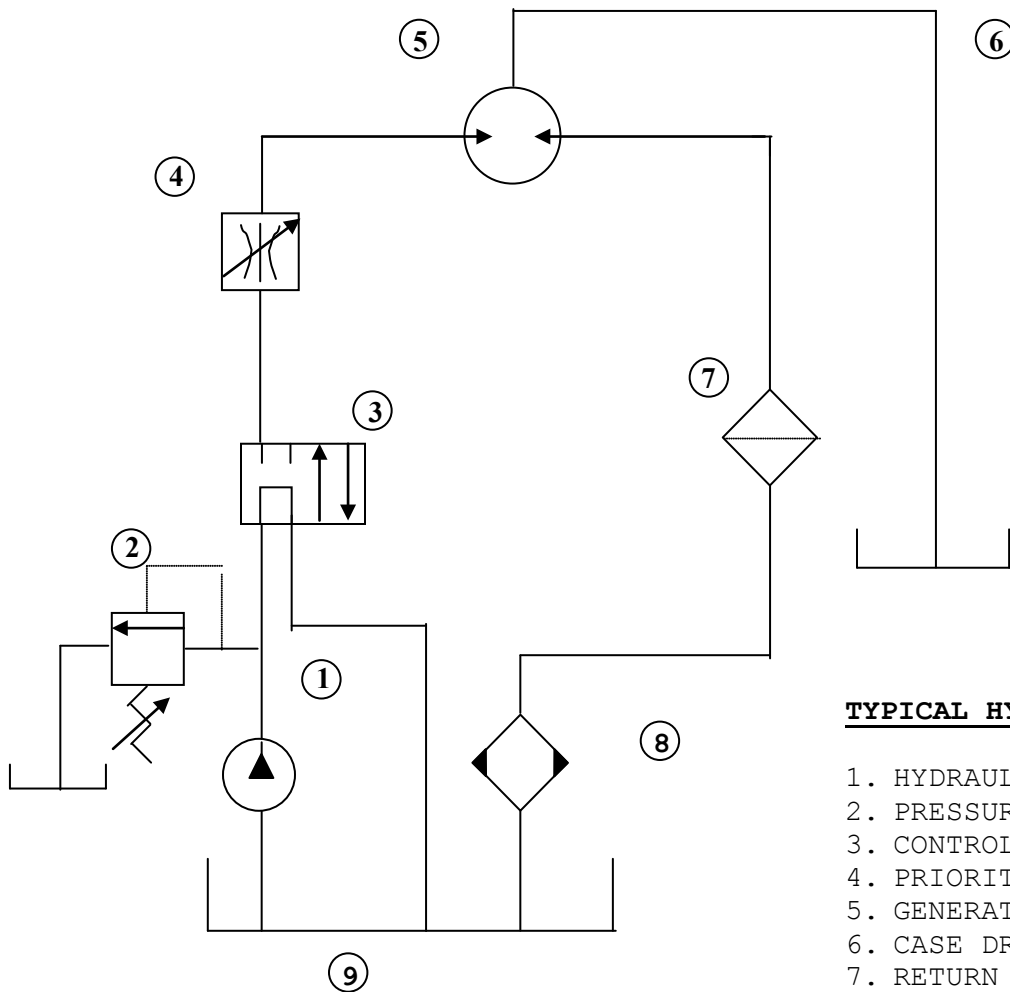 5
6
4
7
3
2
1
8
9
TYPICAL HY
1. HYDRAUL
2. PRESSUR
3. CONTROL
4. PRIORIT
5. GENERAT
6. CASE DR
7. RETURN